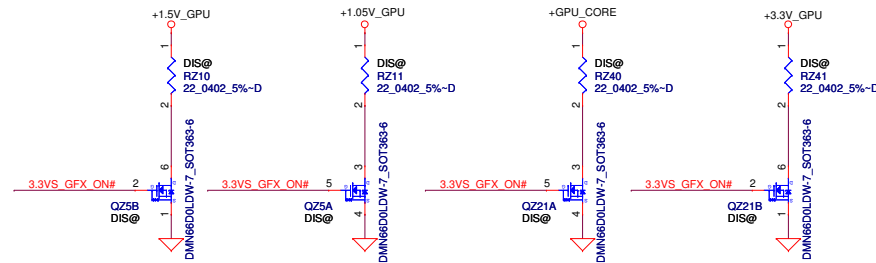 +1.5V_GPU
1
DIS@
RZ10
22_0402_5%~D
2
6
3.3VS_GFX_ON#
2
QZ5B
DIS@
1
DMN66D0LDW-7_SOT363-6
+1.05V_GPU
1
DIS@
RZ11
22_0402_5%~D
2
3
3.3VS_GFX_ON#
5
QZ5A
DIS@
4
DMN66D0LDW-7_SOT363-6
+GPU_CORE
1
DIS@
RZ40
22_0402_5%~D
2
3
3.3VS_GFX_ON#
5
QZ21A
DIS@
4
DMN66D0LDW-7_SOT363-6
+3.3V_GPU
1
DIS@
RZ41
22_0402_5%~D
2
6
3.3VS_GFX_ON#
2
QZ21B
DIS@
1
DMN66D0LDW-7_SOT363-6